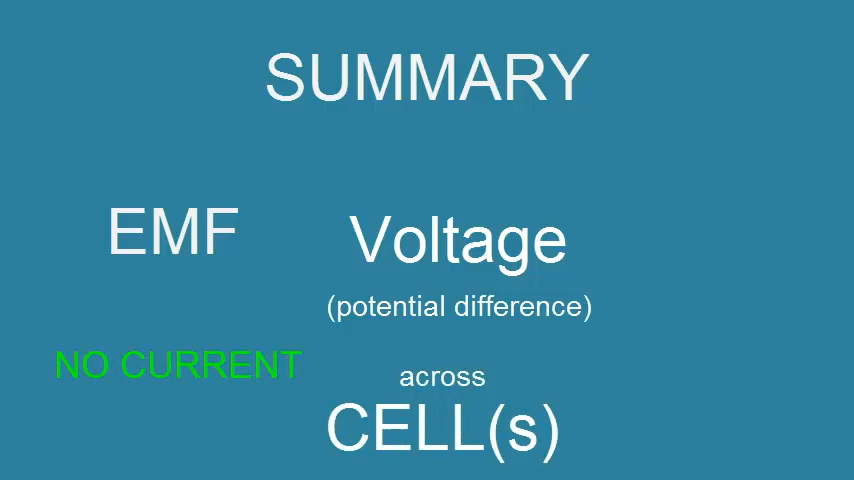 SUMMARY
EMF
Voltage
(potential difference)
NO CURRENT
across
CELL(s)